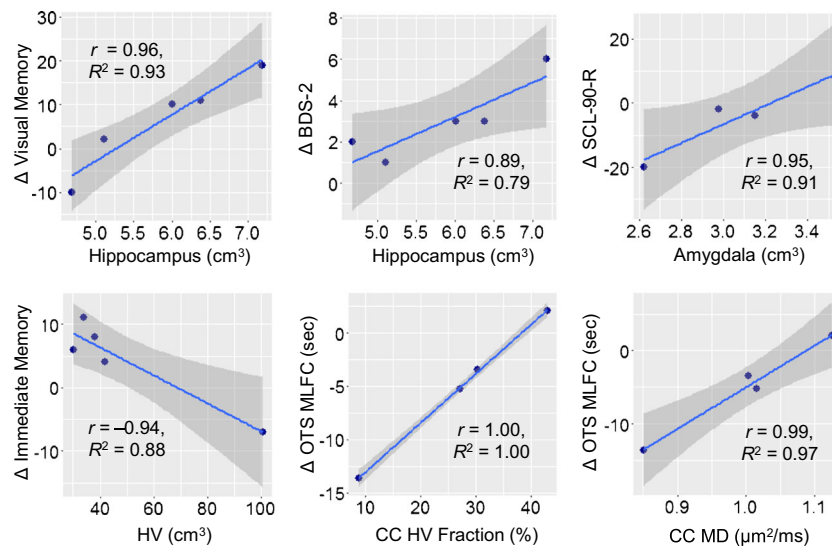 Δ Visual Memory
30
20
10
0
-10
r = 0.96,
R² = 0.93
5.0 5.5 6.0 6.5 7.0
Hippocampus (cm³)
Δ BDS-2
8
6
4
2
0
r = 0.89,
R² = 0.79
5.0 5.5 6.0 6.5 7.0
Hippocampus (cm³)
Δ SCL-90-R
20
0
-20
r = 0.95,
R² = 0.91
2.6 2.8 3.0 3.2 3.4
Amygdala (cm³)
Δ Immediate Memory
10
0
-10
r = –0.94,
R² = 0.88
40 60 80 100
HV (cm³)
Δ OTS MLFC (sec)
0
-5
-10
-15
r = 1.00,
R² = 1.00
10 20 30 40
CC HV Fraction (%)
Δ OTS MLFC (sec)
0
-10
r = 0.99,
R² = 0.97
0.9 1.0 1.1
CC MD (µm²/ms)